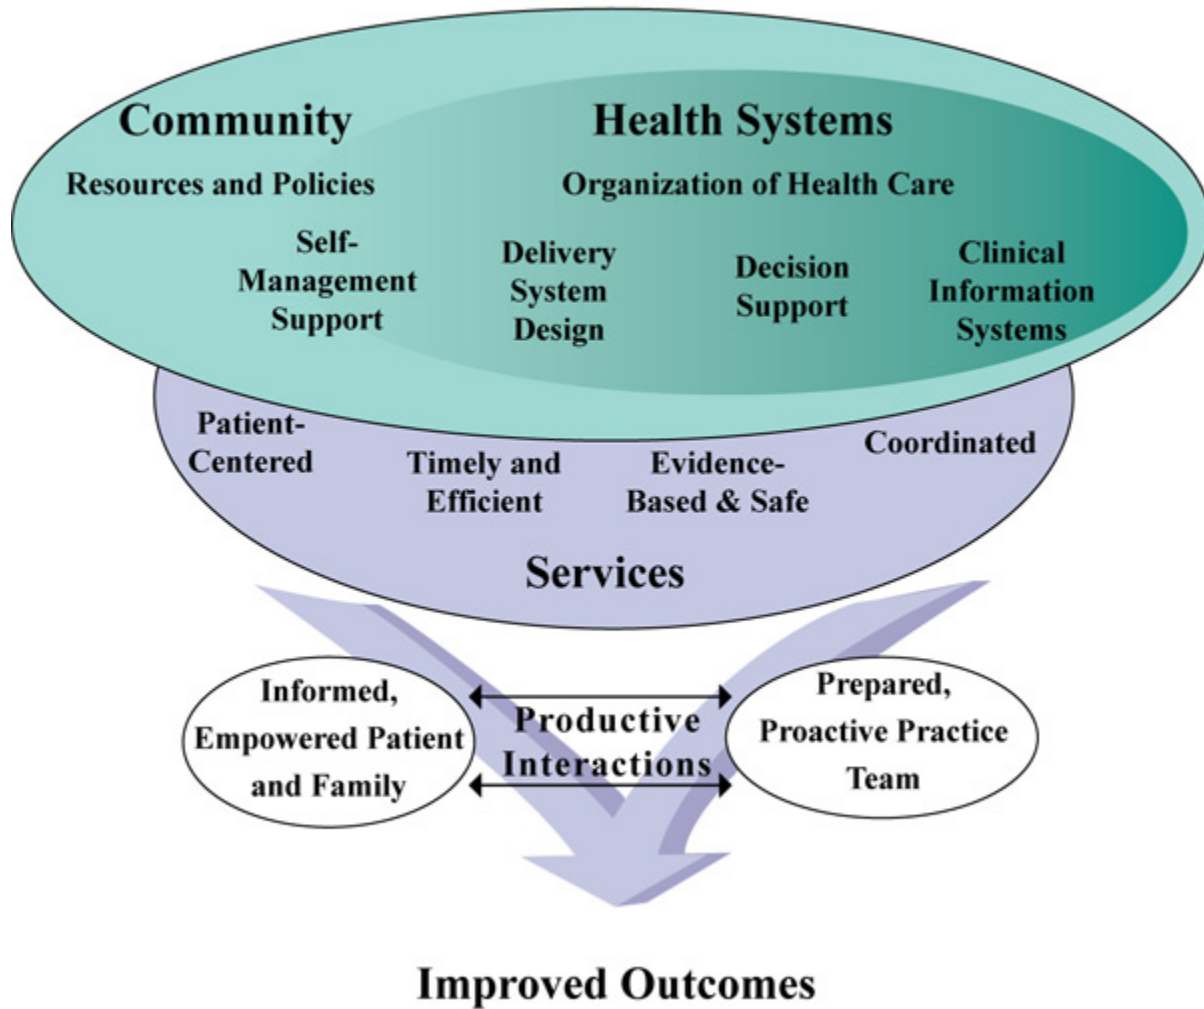 Community
Health Systems
Resources and Policies
Organization of Health Care
Self-
Management
Support
Delivery
System
Design
Decision
Support
Clinical
Information
Systems
Patient-
Centered
Timely and
Efficient
Evidence-
Based & Safe
Coordinated
Services
Informed,
Empowered Patient
and Family
Productive
Interactions
Prepared,
Proactive Practice
Team
Improved Outcomes